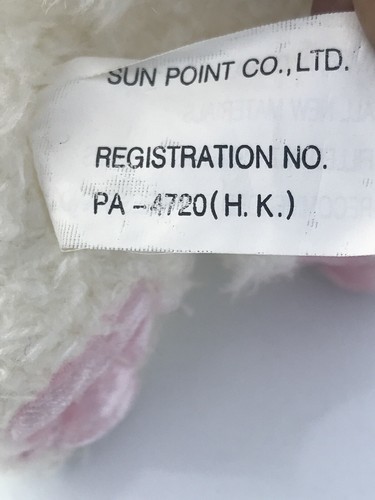 SUN POINT CO.,LTD.
REGISTRATION NO.
PA-4720(H.K.)